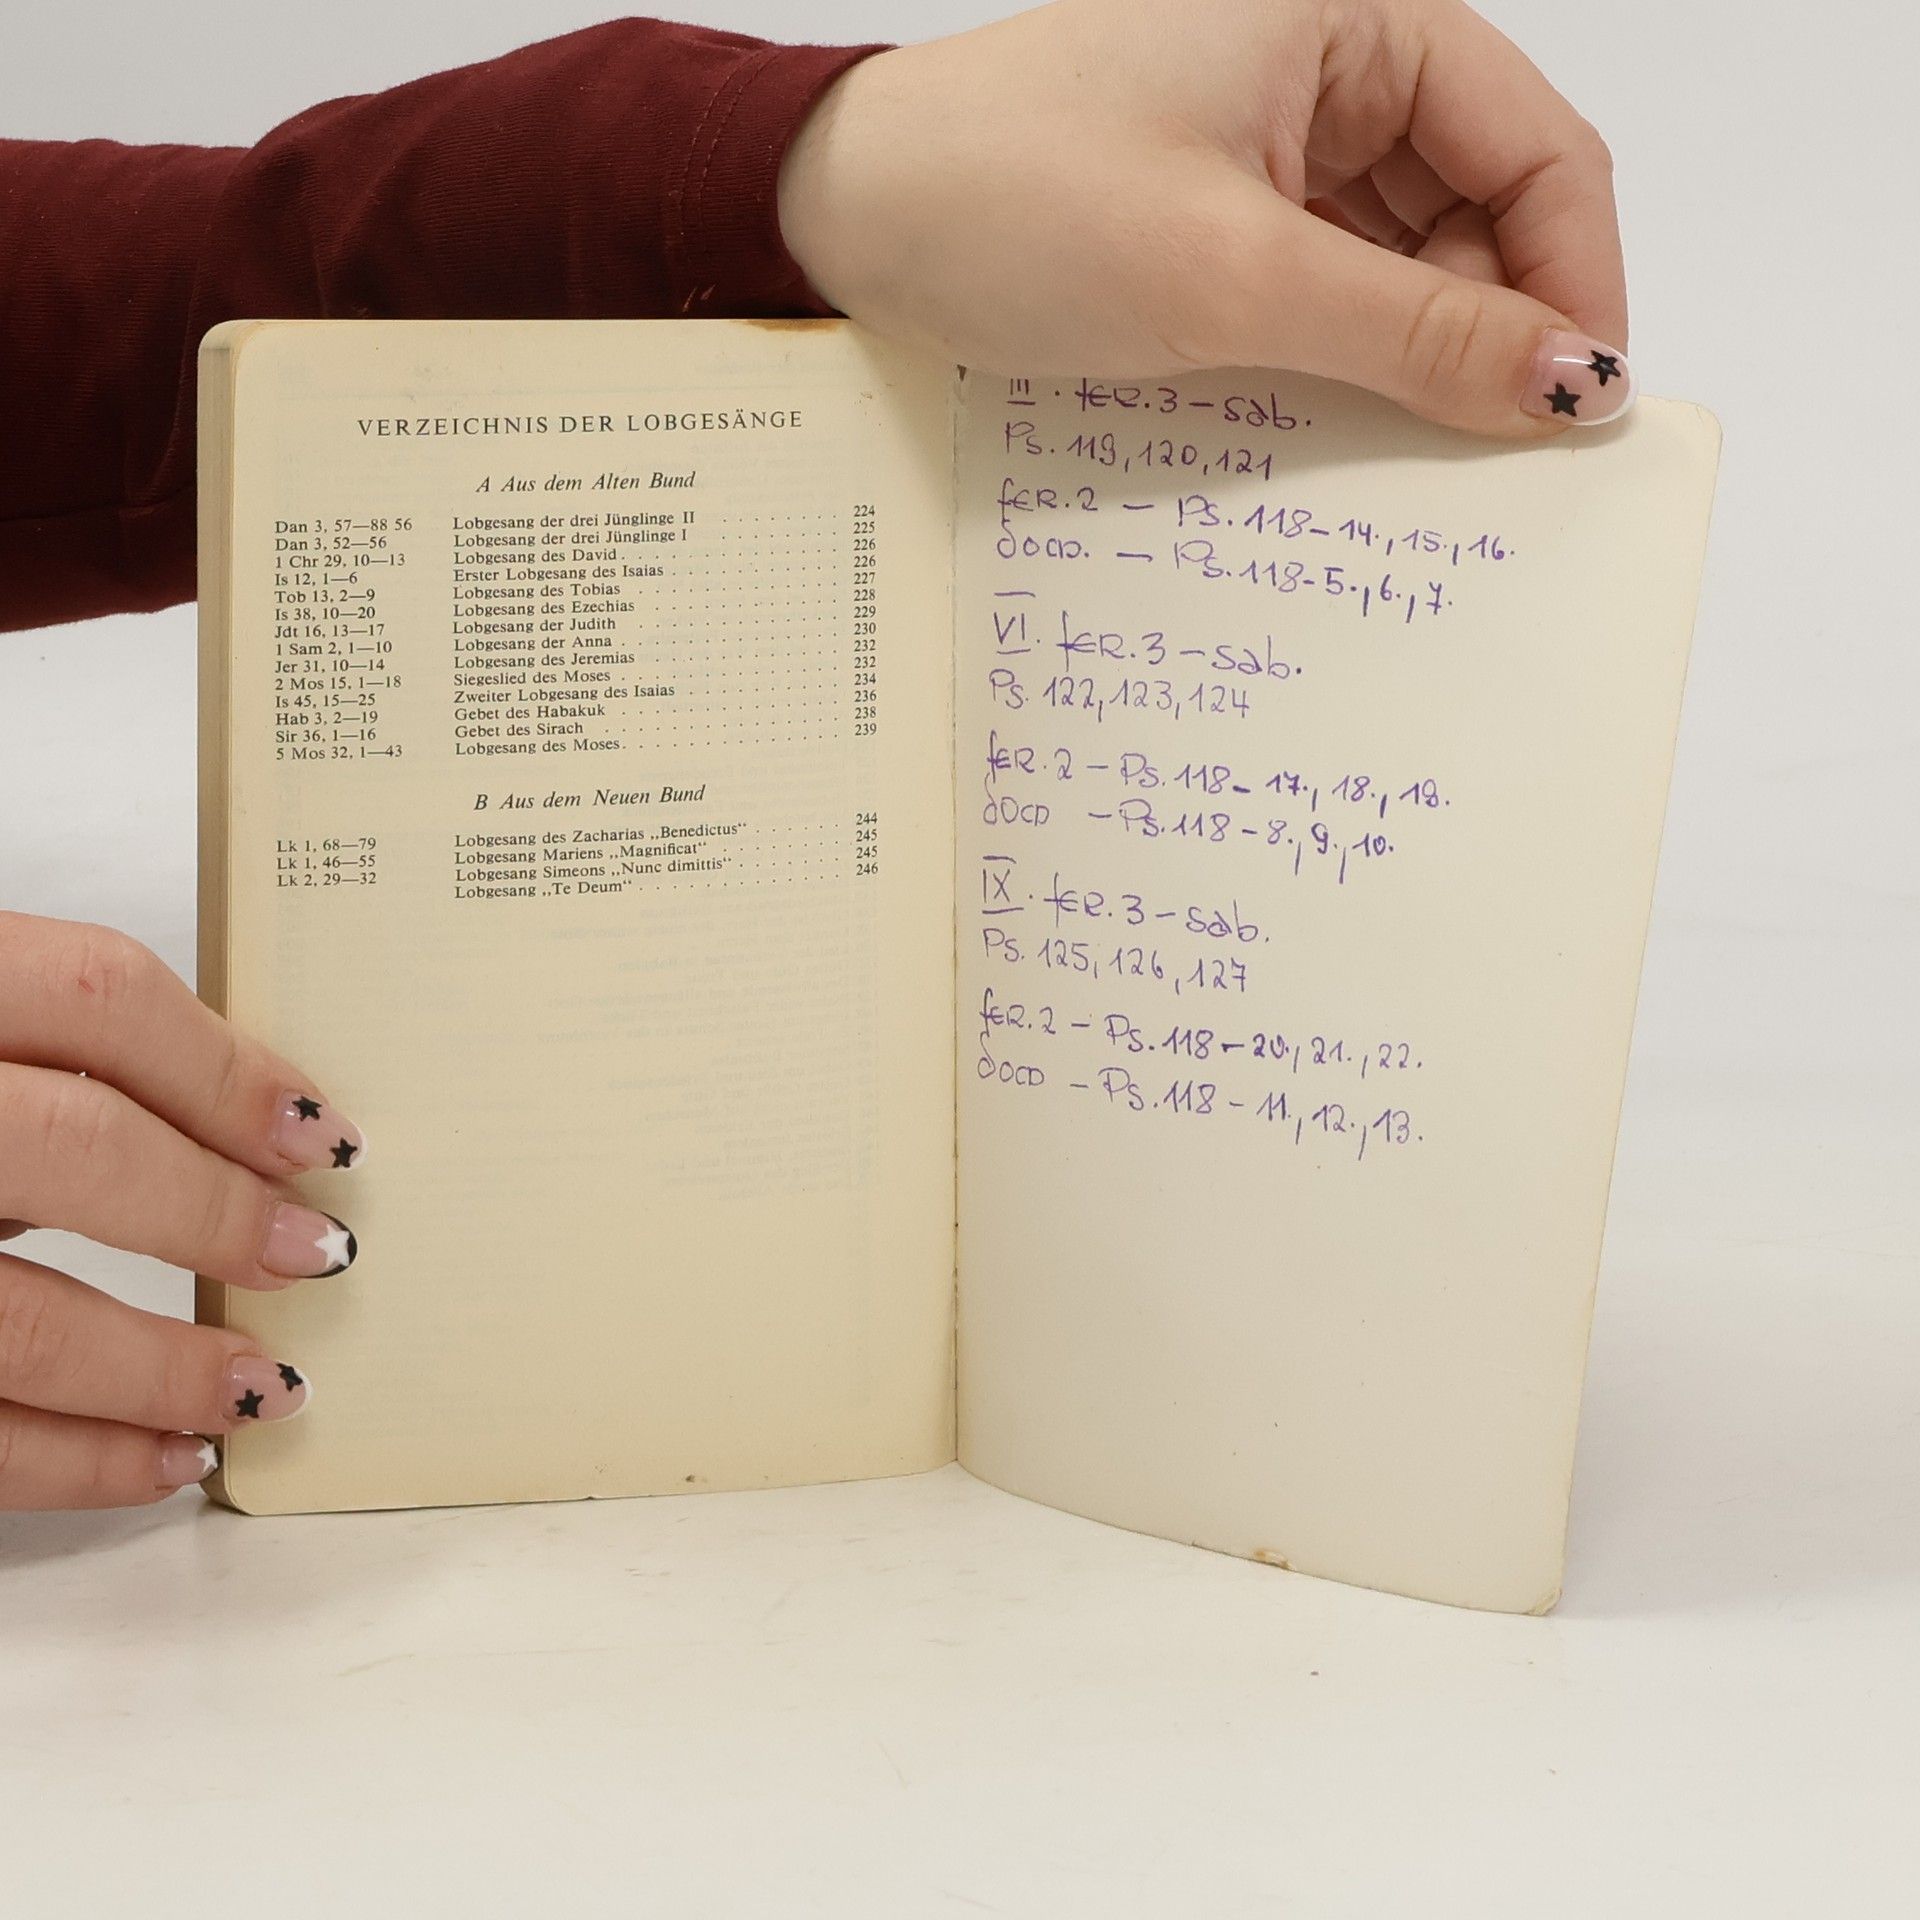 VERZEICHNIS DER LOBGESÄNGE
A Aus dem Alten Bund
Dan 3, 57—88 56 Lobgesang der drei Jünglinge II . . . . . . . . 224
Dan 3, 52—56 Lobgesang der drei Jünglinge I . . . . . . . . 225
1 Chr 29, 10—13 Lobgesang des David . . . . . . . . . . . . . 226
Is 12, 1—6 Erster Lobgesang des Isaias . . . . . . . . . . 226
Tob 13, 2—9 Lobgesang des Tobias . . . . . . . . . . . . 227
Is 38, 10—20 Lobgesang des Ezechias . . . . . . . . . . . 228
Jdt 16, 13—17 Lobgesang der Judith . . . . . . . . . . . . 229
1 Sam 2, 1—10 Lobgesang der Anna . . . . . . . . . . . . . 230
Jer 31, 10—14 Lobgesang des Jeremias . . . . . . . . . . . 232
2 Mos 15, 1—18 Siegeslied des Moses . . . . . . . . . . . . . 232
Is 45, 15—25 Zweiter Lobgesang des Isaias . . . . . . . . . 234
Hab 3, 2—19 Gebet des Habakuk . . . . . . . . . . . . . 236
Sir 36, 1—16 Gebet des Sirach . . . . . . . . . . . . . . 238
5 Mos 32, 1—43 Lobgesang des Moses . . . . . . . . . . . . . 239
B Aus dem Neuen Bund
Lk 1, 68—79 Lobgesang des Zacharias „Benedictus“ . . . . . . 244
Lk 1, 46—55 Lobgesang Mariens „Magnificat“ . . . . . . . . 245
Lk 2, 29—32 Lobgesang Simeons „Nunc dimittis“ . . . . . . . 245
Lobgesang „Te Deum“ . . . . . . . . . . . . . 246
III. fER.3 – sab.
Ps. 119, 120, 121
fER.2 – Ps. 118 – 14., 15., 16.
– Ps. 118 - 5., 6., 7.
VI. fER.3 – sab.
Ps. 122, 123, 124
fER.2 – Ps. 118 – 17., 18., 19.
– Ps. 118 – 8., 9., 10.
IX. fER.3 – sab.
Ps. 125, 126, 127
fER.2 – Ps. 118 – 20., 21., 22.
– Ps. 118 – 11., 12., 13.